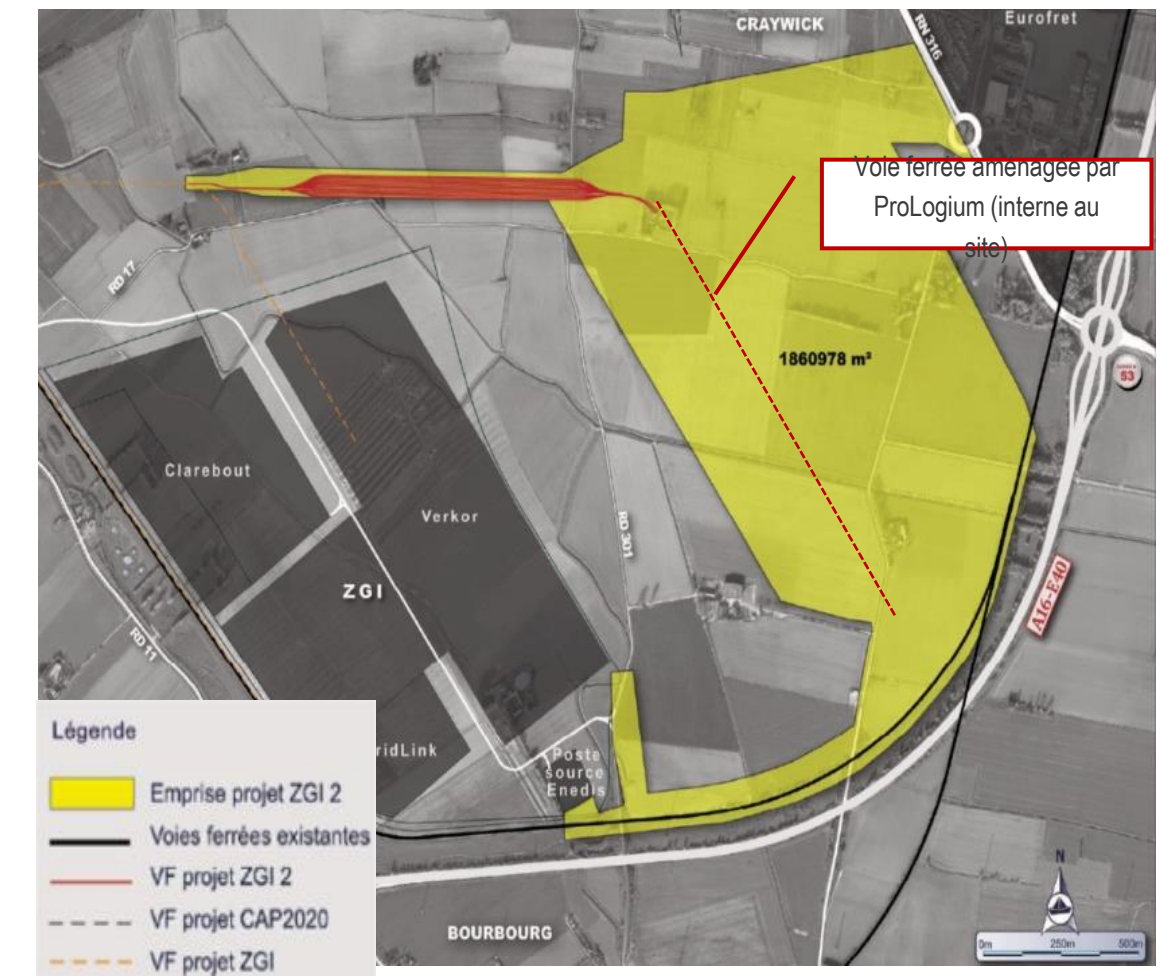 CRAYWICK
Eurofret
RN 316
Voie ferrée aménagée par
ProLogium (interne au
site)
RD 17
1860978 m²
53
Clarebout
Verkor
RD 301
ZGI
A16-E40
RD 11
Légende
ridLink
Poste
source
Enedis
Emprise projet ZGI 2
Voies ferrées existantes
VF projet ZGI 2
VF projet CAP2020
VF projet ZGI
BOURBOURG
N
0m 250m 500m